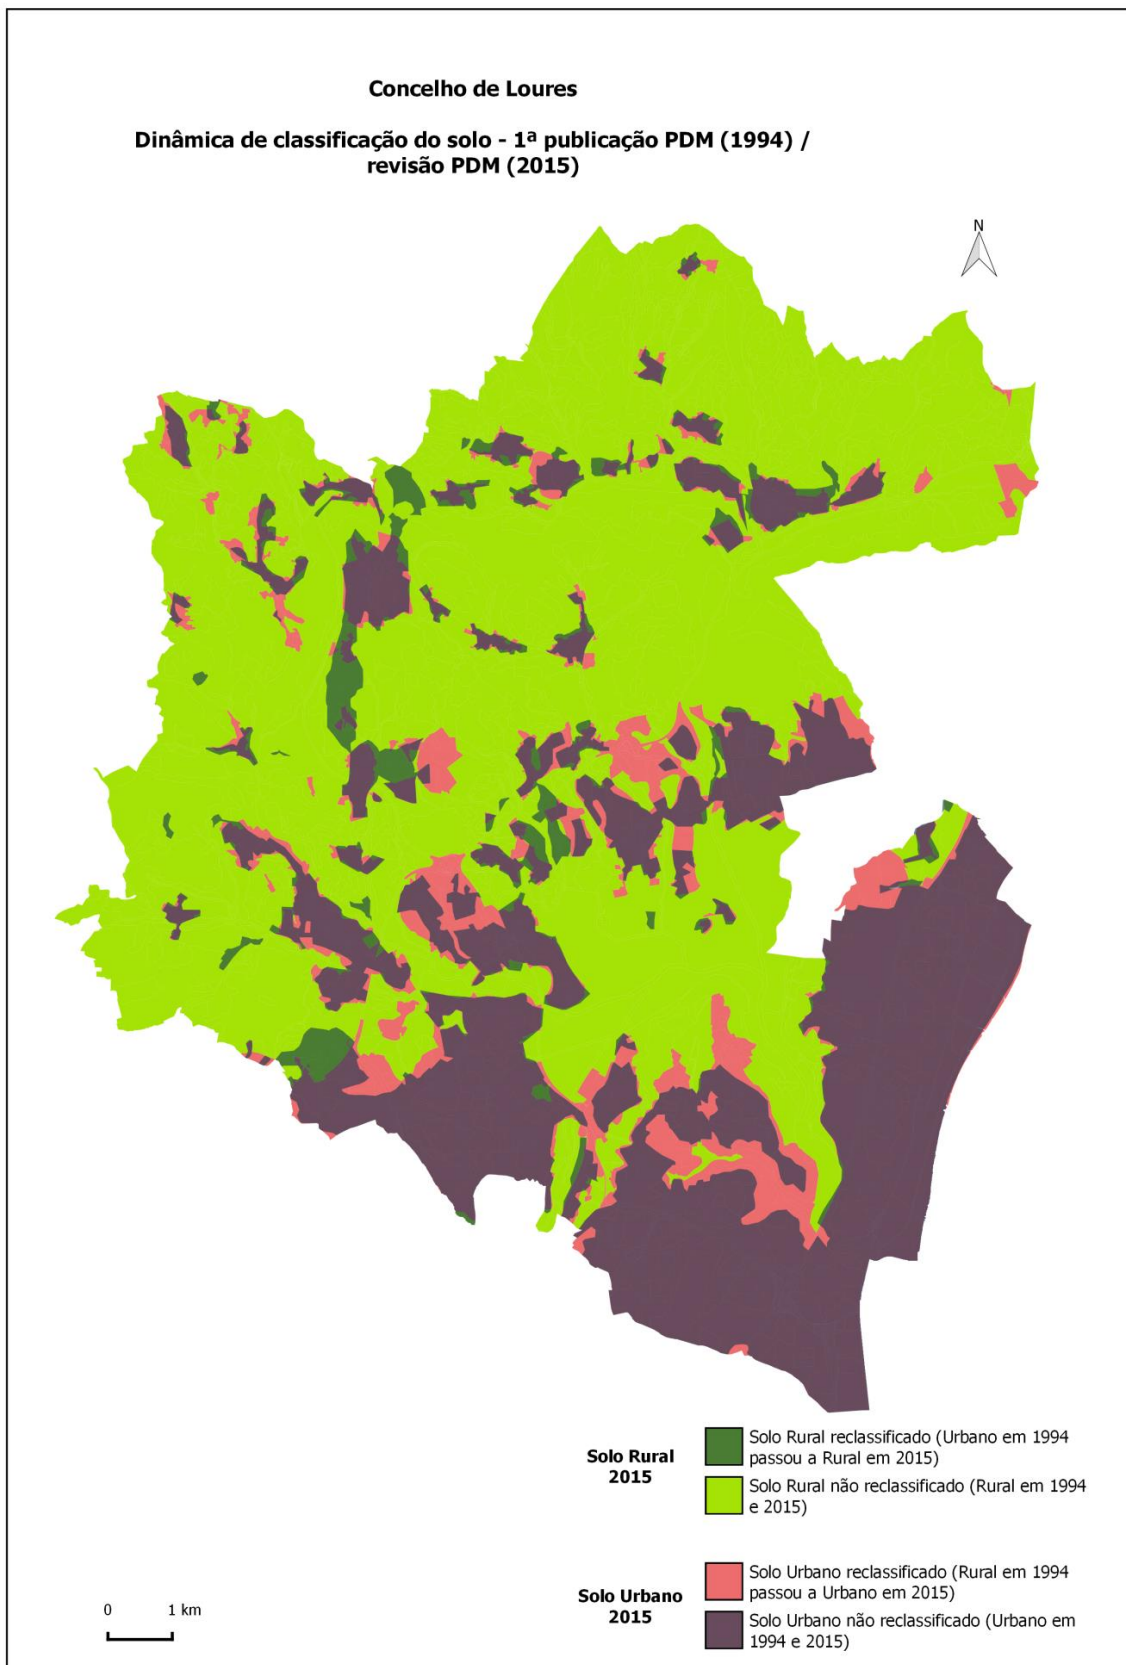 Concelho de Loures
Dinâmica de classificação do solo - 1ª publicação PDM (1994) /
revisão PDM (2015)
N
Solo Rural
2015
Solo Rural reclassificado (Urbano em 1994
passou a Rural em 2015)
Solo Rural não reclassificado (Rural em 1994
e 2015)
Solo Urbano
2015
Solo Urbano reclassificado (Rural em 1994
passou a Urbano em 2015)
Solo Urbano não reclassificado (Urbano em
1994 e 2015)
0 1 km